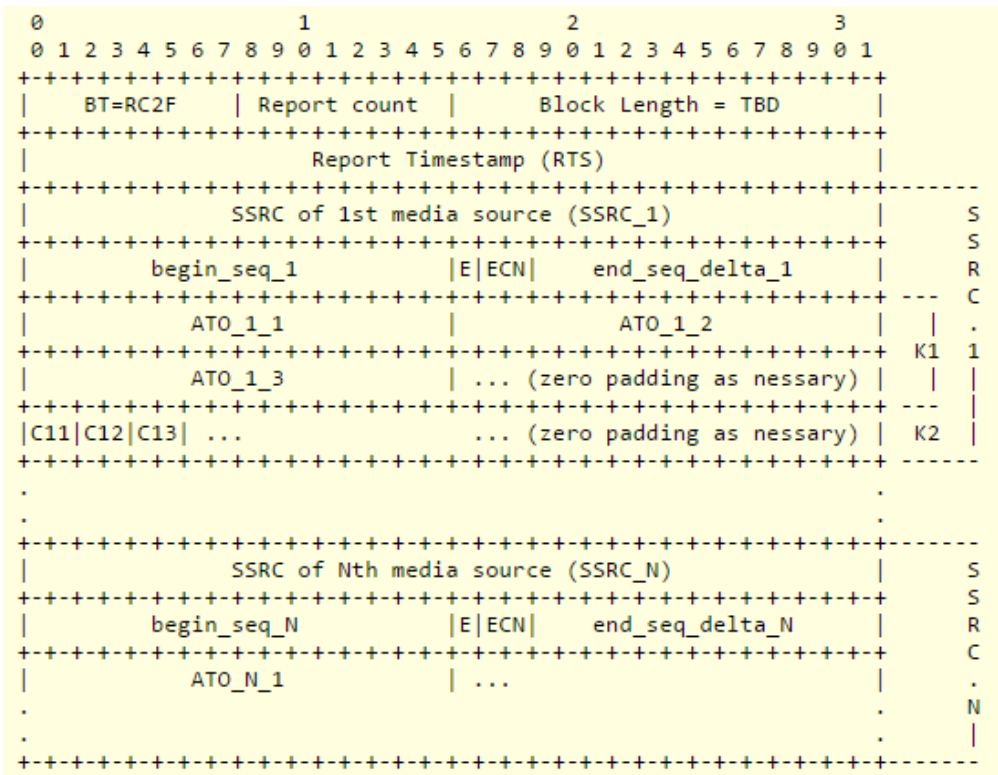 0                   1                   2                   3
 0 1 2 3 4 5 6 7 8 9 0 1 2 3 4 5 6 7 8 9 0 1 2 3 4 5 6 7 8 9 0 1
+-+-+-+-+-+-+-+-+-+-+-+-+-+-+-+-+-+-+-+-+-+-+-+-+-+-+-+-+-+-+-+-+
|    BT=RC2F     | Report count  |      Block Length = TBD      |
+-+-+-+-+-+-+-+-+-+-+-+-+-+-+-+-+-+-+-+-+-+-+-+-+-+-+-+-+-+-+-+-+
|                     Report Timestamp (RTS)                    |
+-+-+-+-+-+-+-+-+-+-+-+-+-+-+-+-+-+-+-+-+-+-+-+-+-+-+-+-+-+-+-+-+-------
|               SSRC of 1st media source (SSRC_1)               |      S
+-+-+-+-+-+-+-+-+-+-+-+-+-+-+-+-+-+-+-+-+-+-+-+-+-+-+-+-+-+-+-+-+      S
|         begin_seq_1           |E|ECN|    end_seq_delta_1      |      R
+-+-+-+-+-+-+-+-+-+-+-+-+-+-+-+-+-+-+-+-+-+-+-+-+-+-+-+-+-+-+-+-+ ---  C
|            ATO_1_1            |            ATO_1_2            |   |  .
+-+-+-+-+-+-+-+-+-+-+-+-+-+-+-+-+-+-+-+-+-+-+-+-+-+-+-+-+-+-+-+-+  K1  1
|            ATO_1_3            | ... (zero padding as nessary) |   |  |
+-+-+-+-+-+-+-+-+-+-+-+-+-+-+-+-+-+-+-+-+-+-+-+-+-+-+-+-+-+-+-+-+ ---  |
|C11|C12|C13| ...                 ... (zero padding as nessary) |  K2  |
+-+-+-+-+-+-+-+-+-+-+-+-+-+-+-+-+-+-+-+-+-+-+-+-+-+-+-+-+-+-+-+-+ ------
.                                                               .
.                                                               .
+-+-+-+-+-+-+-+-+-+-+-+-+-+-+-+-+-+-+-+-+-+-+-+-+-+-+-+-+-+-+-+-+-------
|               SSRC of Nth media source (SSRC_N)               |      S
+-+-+-+-+-+-+-+-+-+-+-+-+-+-+-+-+-+-+-+-+-+-+-+-+-+-+-+-+-+-+-+-+      S
|         begin_seq_N           |E|ECN|    end_seq_delta_N      |      R
+-+-+-+-+-+-+-+-+-+-+-+-+-+-+-+-+-+-+-+-+-+-+-+-+-+-+-+-+-+-+-+-+      C
|            ATO_N_1            | ...                           |      .
.                                                               .      N
.                                                               .      |
+-+-+-+-+-+-+-+-+-+-+-+-+-+-+-+-+-+-+-+-+-+-+-+-+-+-+-+-+-+-+-+-+-------